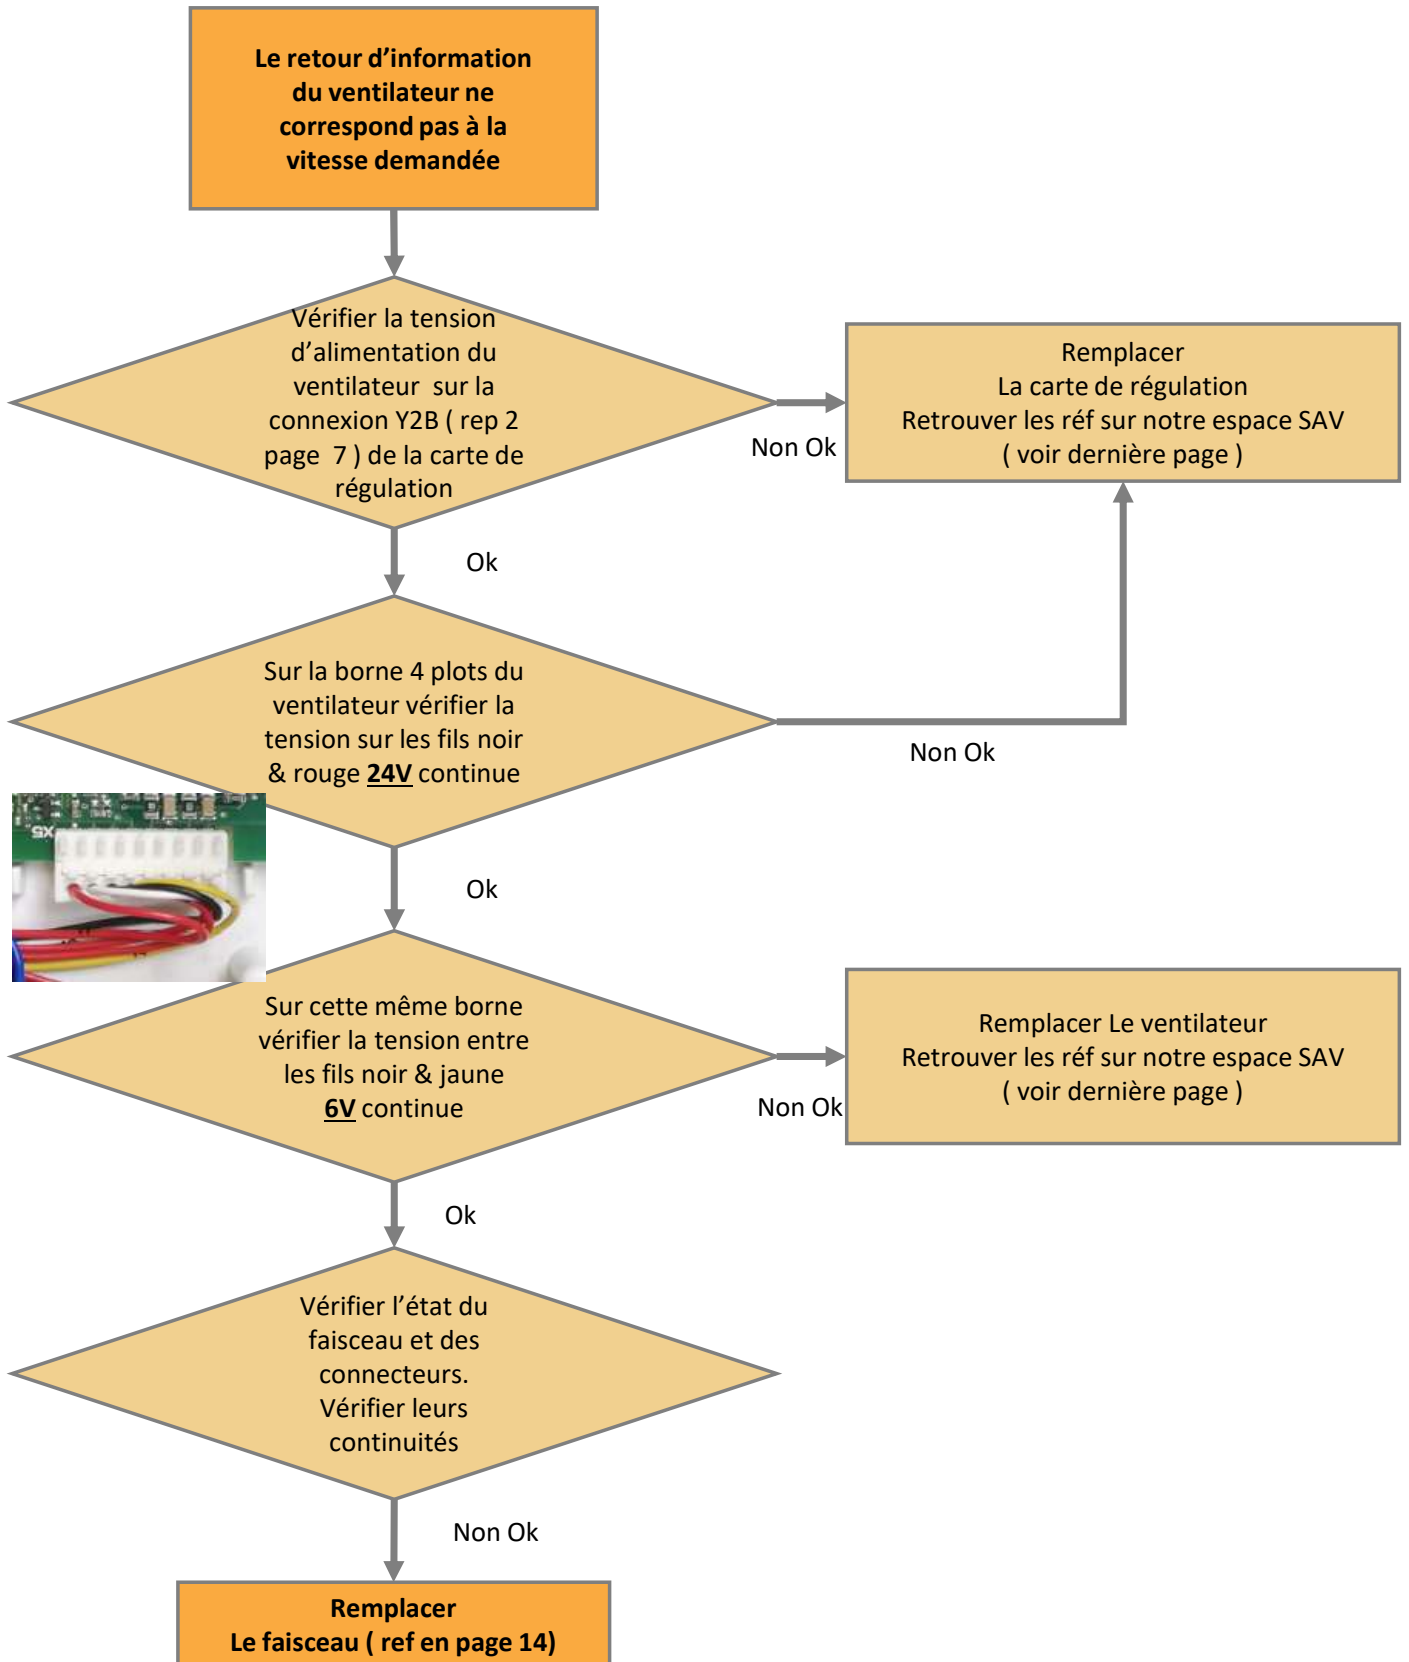 Le retour d'information
du ventilateur ne
correspond pas à la
vitesse demandée
Vérifier la tension
d'alimentation du
ventilateur sur la
connexion Y2B ( rep 2
page 7 ) de la carte de
régulation
Non Ok
Remplacer
La carte de régulation
Retrouver les réf sur notre espace SAV
( voir dernière page )
Ok
Sur la borne 4 plots du
ventilateur vérifier la
tension sur les fils noir
& rouge 24V continue
Non Ok
X5
Ok
Sur cette même borne
vérifier la tension entre
les fils noir & jaune
6V continue
Non Ok
Remplacer Le ventilateur
Retrouver les réf sur notre espace SAV
( voir dernière page )
Ok
Vérifier l'état du
faisceau et des
connecteurs.
Vérifier leurs
continuités
Non Ok
Remplacer
Le faisceau ( ref en page 14)